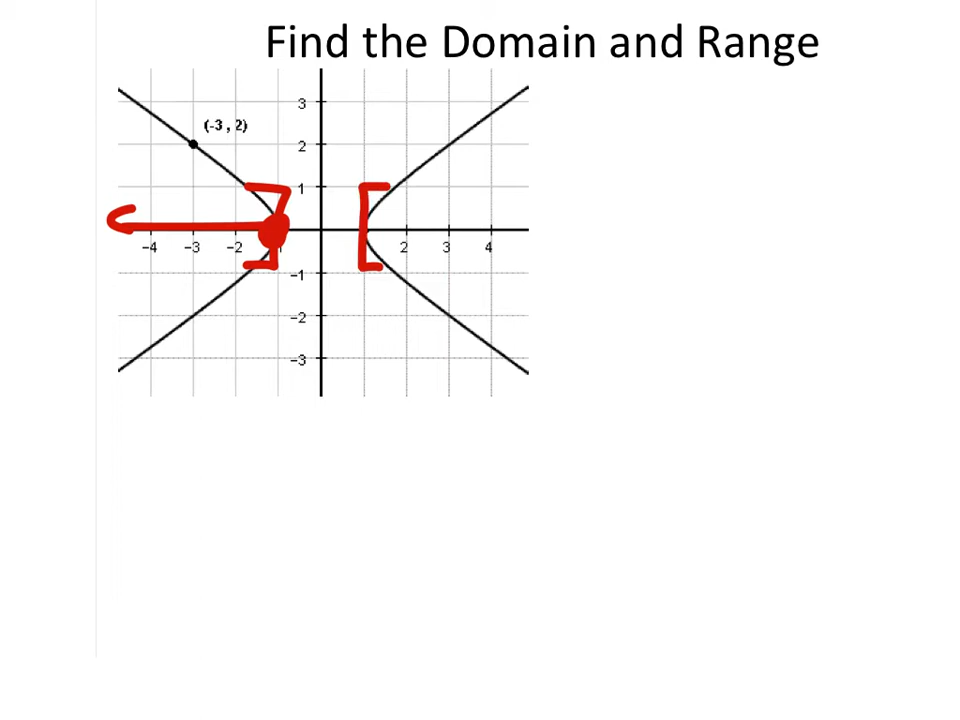 Find the Domain and Range
3
(-3 , 2)
2
1
-4 -3 -2 2 3 4
-1
-2
-3